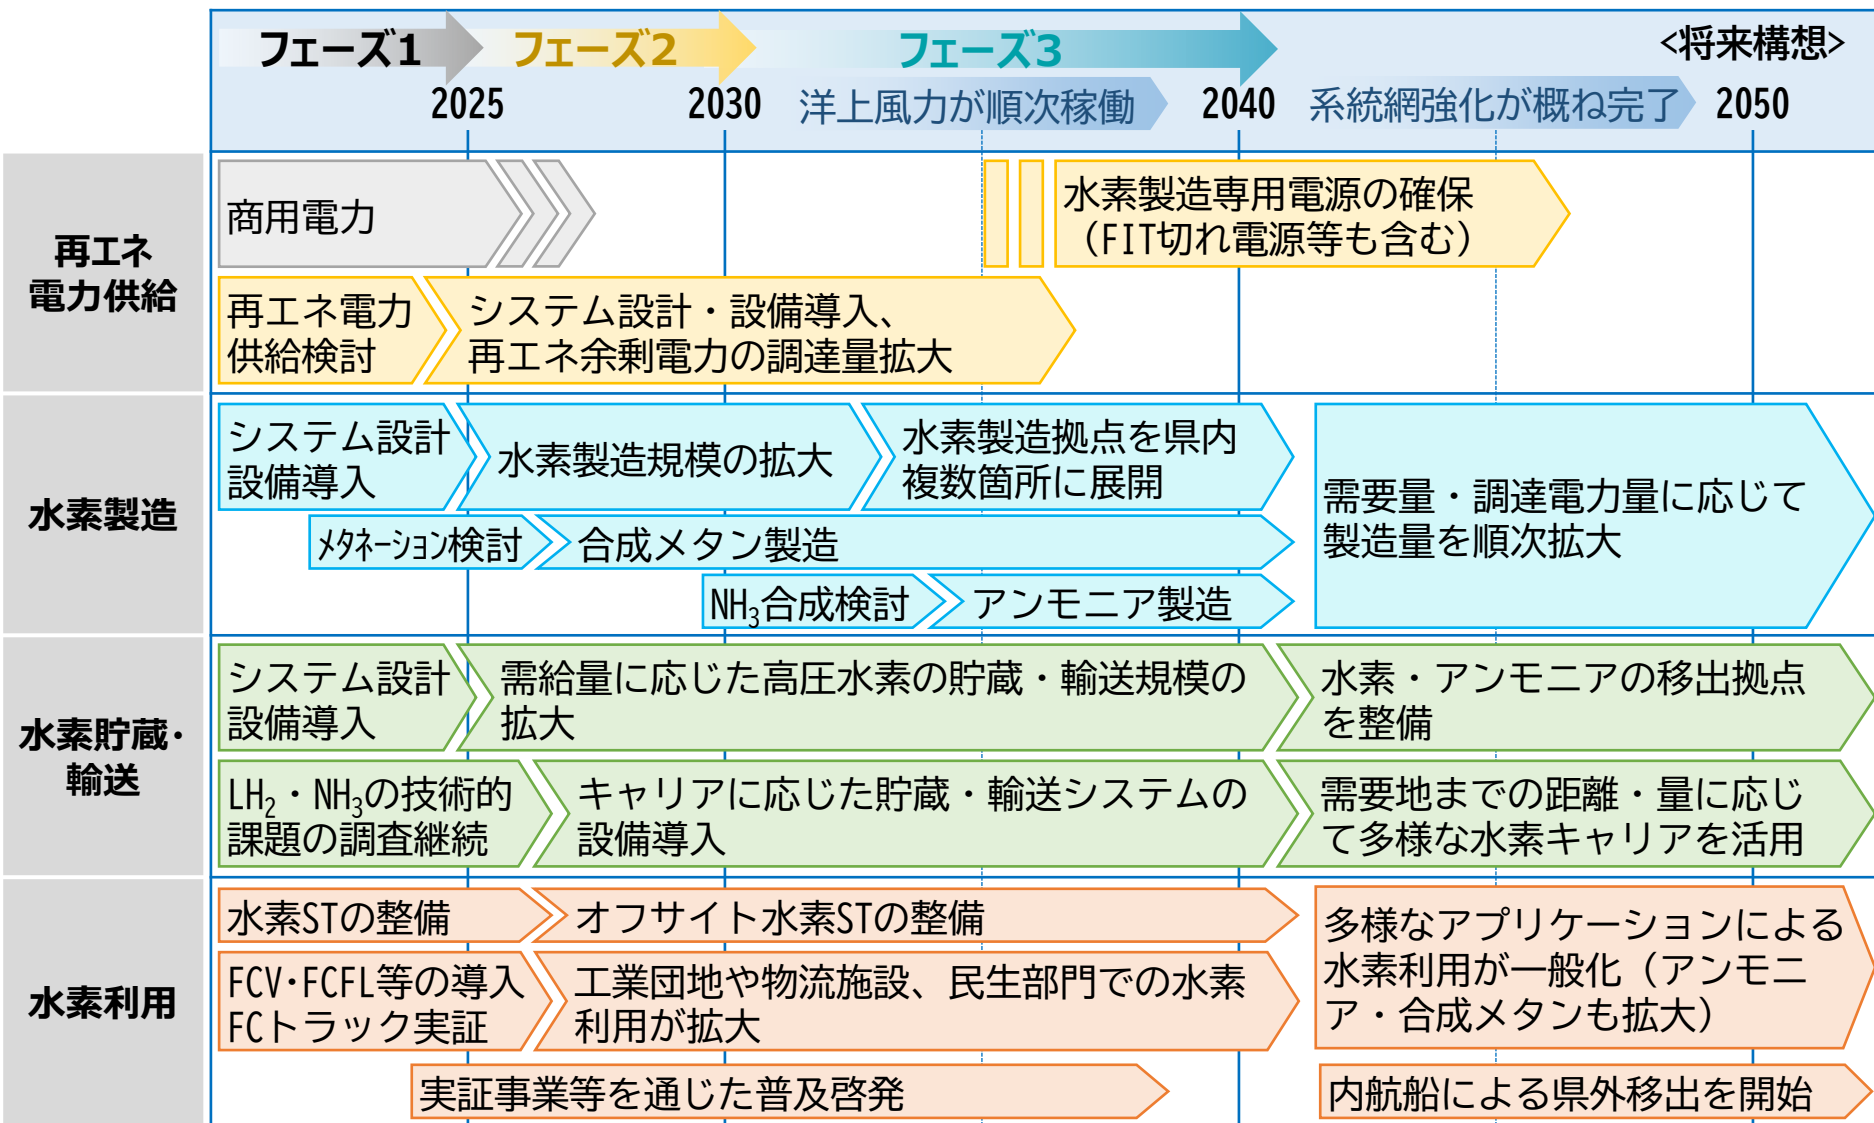 フェーズ1
フェーズ2
フェーズ3
<将来構想>
2025
2030
洋上風力が順次稼働
2040
系統網強化が概ね完了
2050
再エネ
電力供給
商用電力
水素製造専用電源の確保
（FIT切れ電源等も含む）
再エネ電力
供給検討
システム設計・設備導入、
再エネ余剰電力の調達量拡大
水素製造
システム設計
設備導入
水素製造規模の拡大
水素製造拠点を県内
複数箇所に展開
需要量・調達電力量に応じて
製造量を順次拡大
ﾒﾀﾈｰｼｮﾝ検討
合成メタン製造
NH₃合成検討
アンモニア製造
水素貯蔵・
輸送
システム設計
設備導入
需給量に応じた高圧水素の貯蔵・輸送規模の
拡大
水素・アンモニアの移出拠点
を整備
LH₂・NH₃の技術的
課題の調査継続
キャリアに応じた貯蔵・輸送システムの
設備導入
需要地までの距離・量に応じ
て多様な水素キャリアを活用
水素利用
水素STの整備
オフサイト水素STの整備
多様なアプリケーションによる
水素利用が一般化（アンモニ
ア・合成メタンも拡大）
FCV･FCFL等の導入
FCトラック実証
工業団地や物流施設、民生部門での水素
利用が拡大
実証事業等を通じた普及啓発
内航船による県外移出を開始